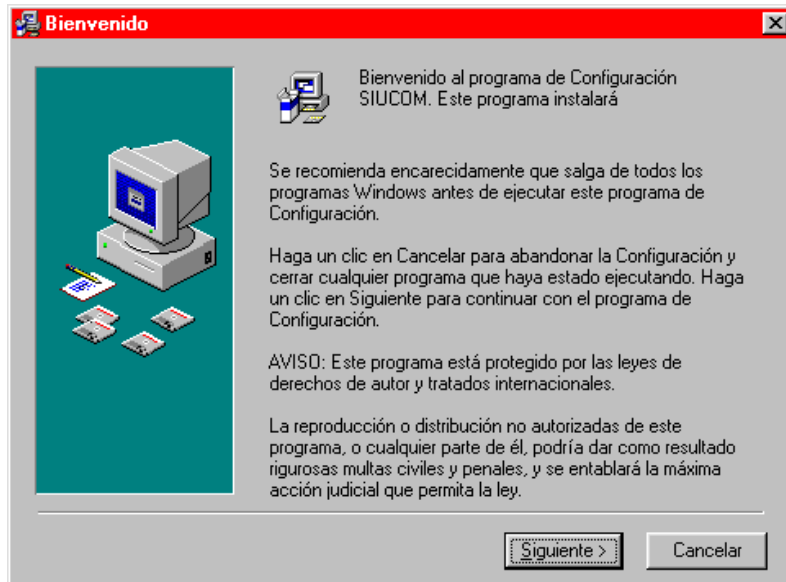 Bienvenido
Bienvenido al programa de Configuración
SIUCOM. Este programa instalará
Se recomienda encarecidamente que salga de todos los
programas Windows antes de ejecutar este programa de
Configuración.
Haga un clic en Cancelar para abandonar la Configuración y
cerrar cualquier programa que haya estado ejecutando. Haga
un clic en Siguiente para continuar con el programa de
Configuración.
AVISO: Este programa está protegido por las leyes de
derechos de autor y tratados internacionales.
La reproducción o distribución no autorizadas de este
programa, o cualquier parte de él, podría dar como resultado
rigurosas multas civiles y penales, y se entablará la máxima
acción judicial que permita la ley.
Siguiente >
Cancelar